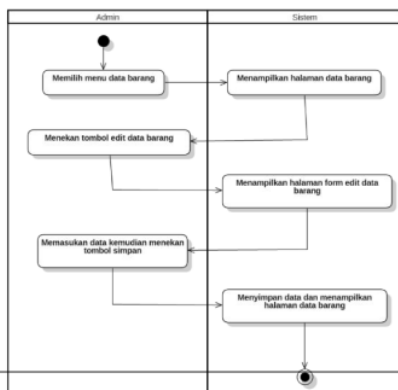 Admin
Sistem
Memilih menu data barang
Menampilkan halaman data barang
Menekan tombol edit data barang
Menampilkan halaman form edit data
barang
Memasukan data kemudian menekan
tombol simpan
Menyimpan data dan menampilkan
halaman data barang